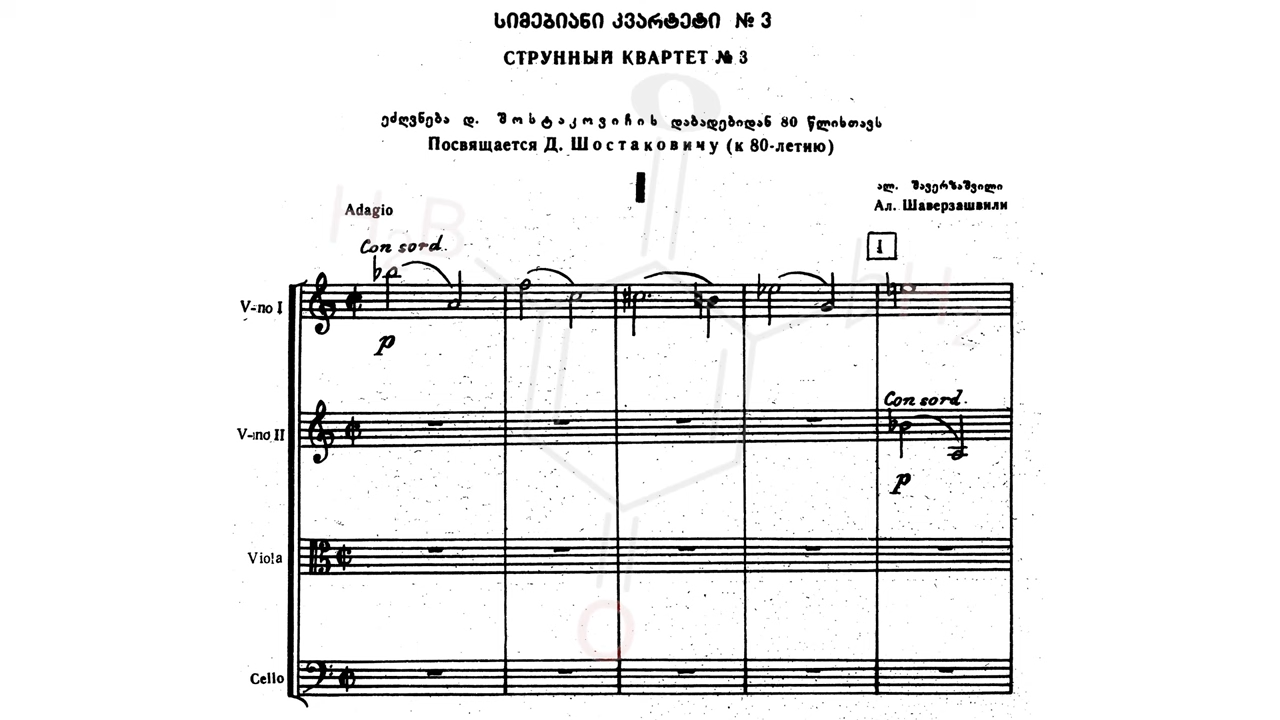 სიმებიანი კვარტეტი № 3
СТРУННЫЙ КВАРТЕТ № 3
ეძღვნება დ. შოსტაკოვიჩის დაბადებიდან 80 წლისთავს
Посвящается Д. Шостаковичу (к 80-летию)
I
ალ. შავერზაშვილი
Ал. Шаверзашвили
Adagio
Con sord.
1
V-no I
p
Con sord.
V-no II
p
Viola
Cello
O